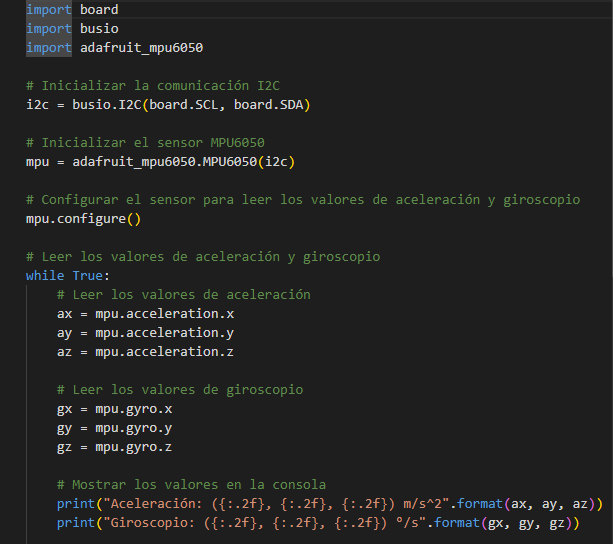 import board
import busio
import adafruit_mpu6050
# Inicializar la comunicación I2C
i2c = busio.I2C(board.SCL, board.SDA)
# Inicializar el sensor MPU6050
mpu = adafruit_mpu6050.MPU6050(i2c)
# Configurar el sensor para leer los valores de aceleración y giroscopio
mpu.configure()
# Leer los valores de aceleración y giroscopio
while True:
    # Leer los valores de aceleración
    ax = mpu.acceleration.x
    ay = mpu.acceleration.y
    az = mpu.acceleration.z
    # Leer los valores de giroscopio
    gx = mpu.gyro.x
    gy = mpu.gyro.y
    gz = mpu.gyro.z
    # Mostrar los valores en la consola
    print("Aceleración: ({:.2f}, {:.2f}, {:.2f}) m/s^2".format(ax, ay, az))
    print("Giroscopio: ({:.2f}, {:.2f}, {:.2f}) º/s".format(gx, gy, gz))